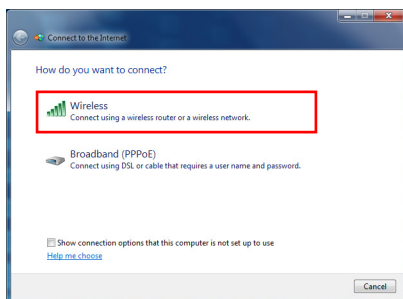 Connect to the Internet
How do you want to connect?
Wireless
Connect using a wireless router or a wireless network.
Broadband (PPPoE)
Connect using DSL or cable that requires a user name and password.
Show connection options that this computer is not set up to use
Help me choose
Cancel